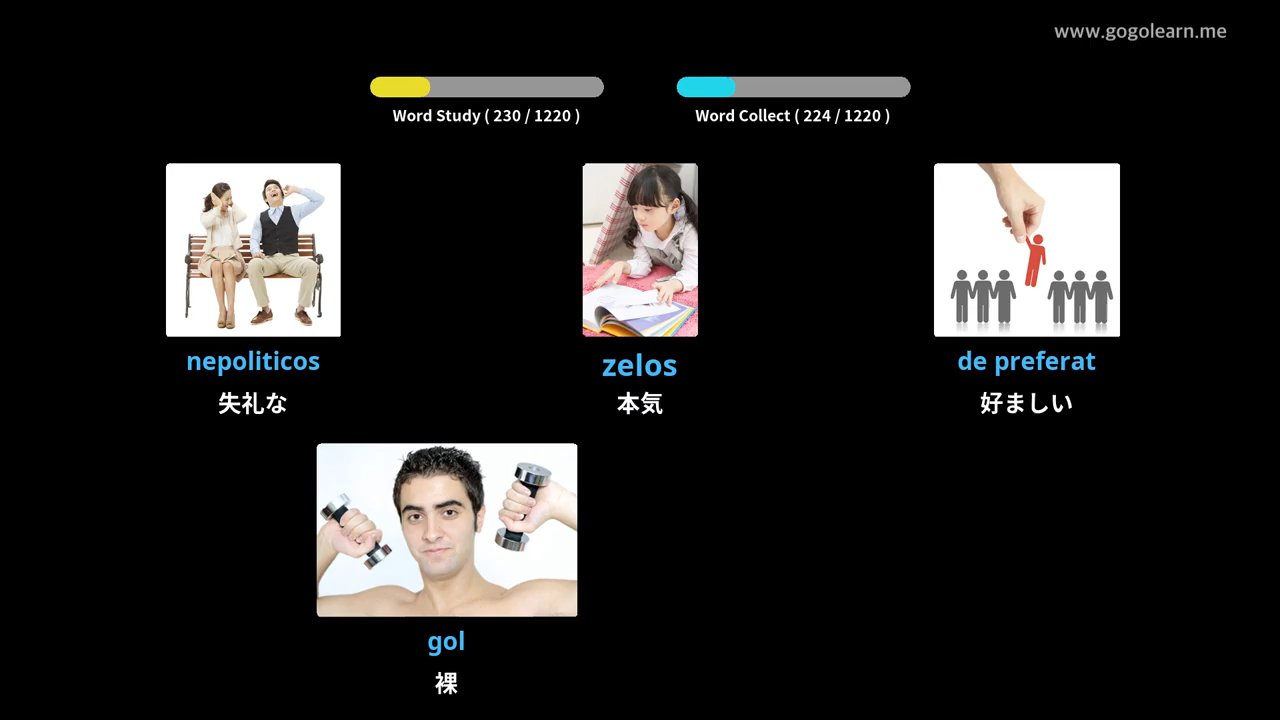 www.gogolearn.me
Word Study ( 230 / 1220 )
Word Collect ( 224 / 1220 )
nepoliticos
失礼な
zelos
本気
de preferat
好ましい
gol
裸